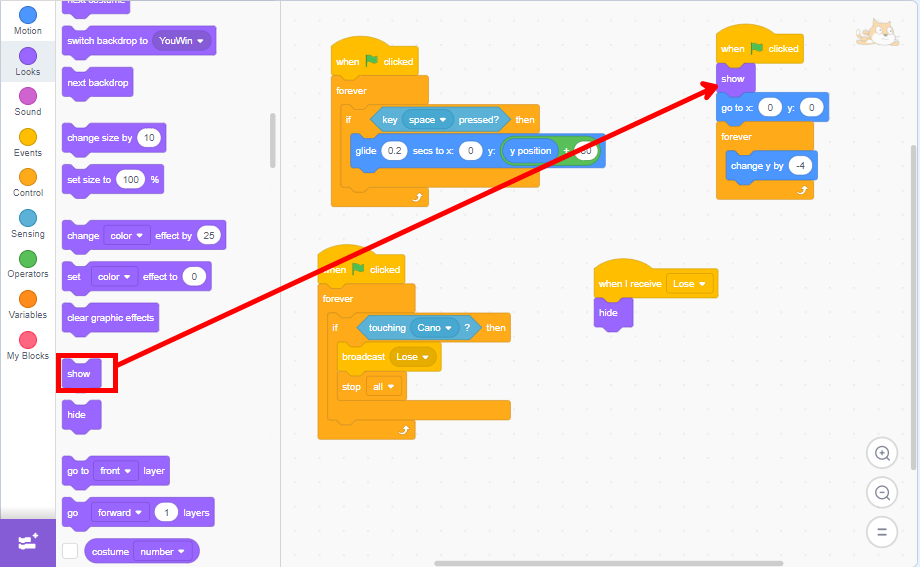 Motion
Looks
Sound
Events
Control
Sensing
Operators
Variables
My Blocks
next costume
switch backdrop to YouWin
next backdrop
change size by 10
set size to 100 %
change color effect by 25
set color effect to 0
clear graphic effects
show
hide
go to front layer
go forward 1 layers
costume number
when clicked
forever
if key space pressed? then
glide 0.2 secs to x: 0 y: y position +
when clicked
forever
if touching Cano ? then
broadcast Lose
stop all
when clicked
show
go to x: 0 y: 0
forever
change y by -4
when I receive Lose
hide